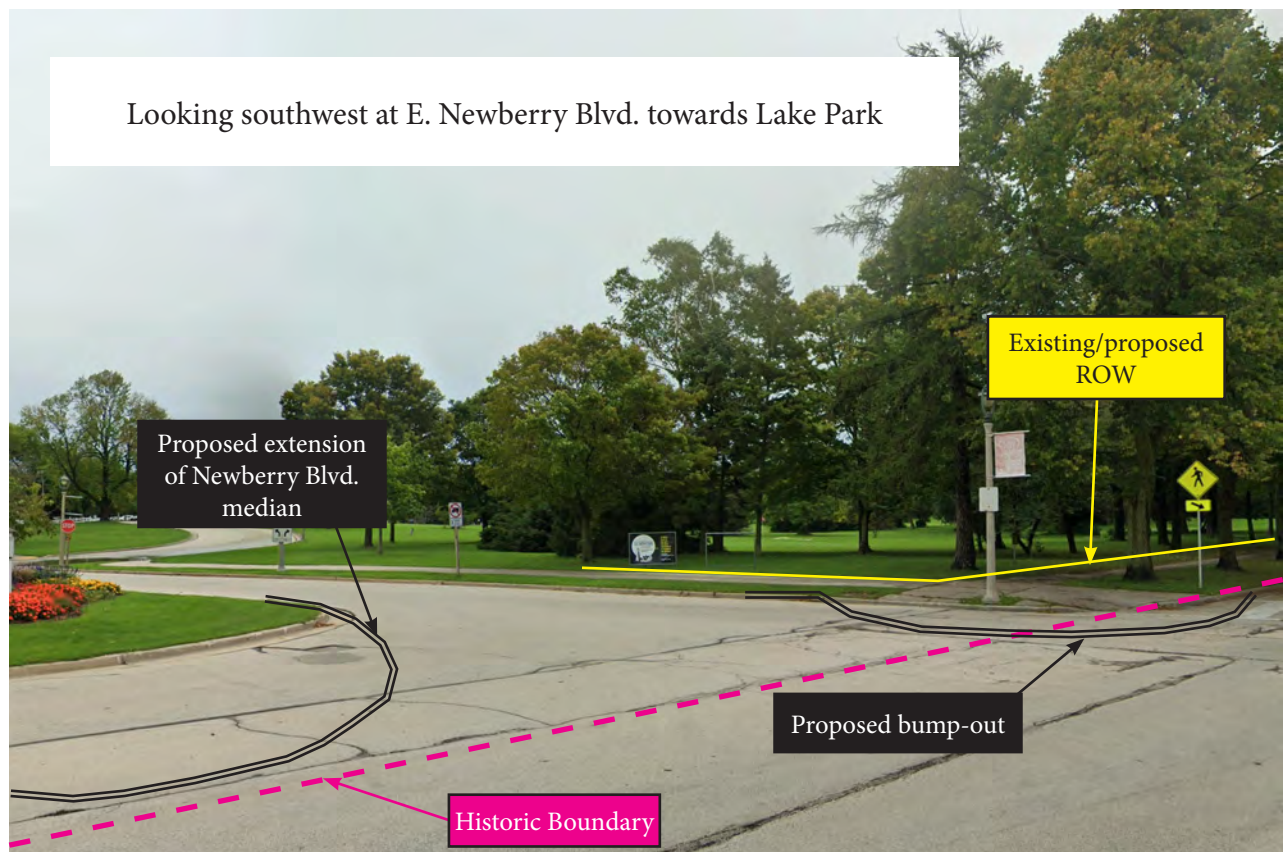 Looking southwest at E. Newberry Blvd. towards Lake Park
Existing/proposed
ROW
Proposed extension
of Newberry Blvd.
median
Proposed bump-out
Historic Boundary